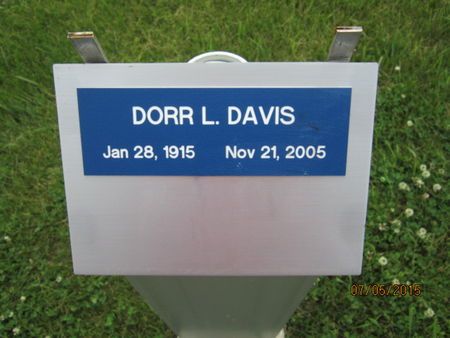 DORR L. DAVIS
Jan 28, 1915 Nov 21, 2005
07/05/2015